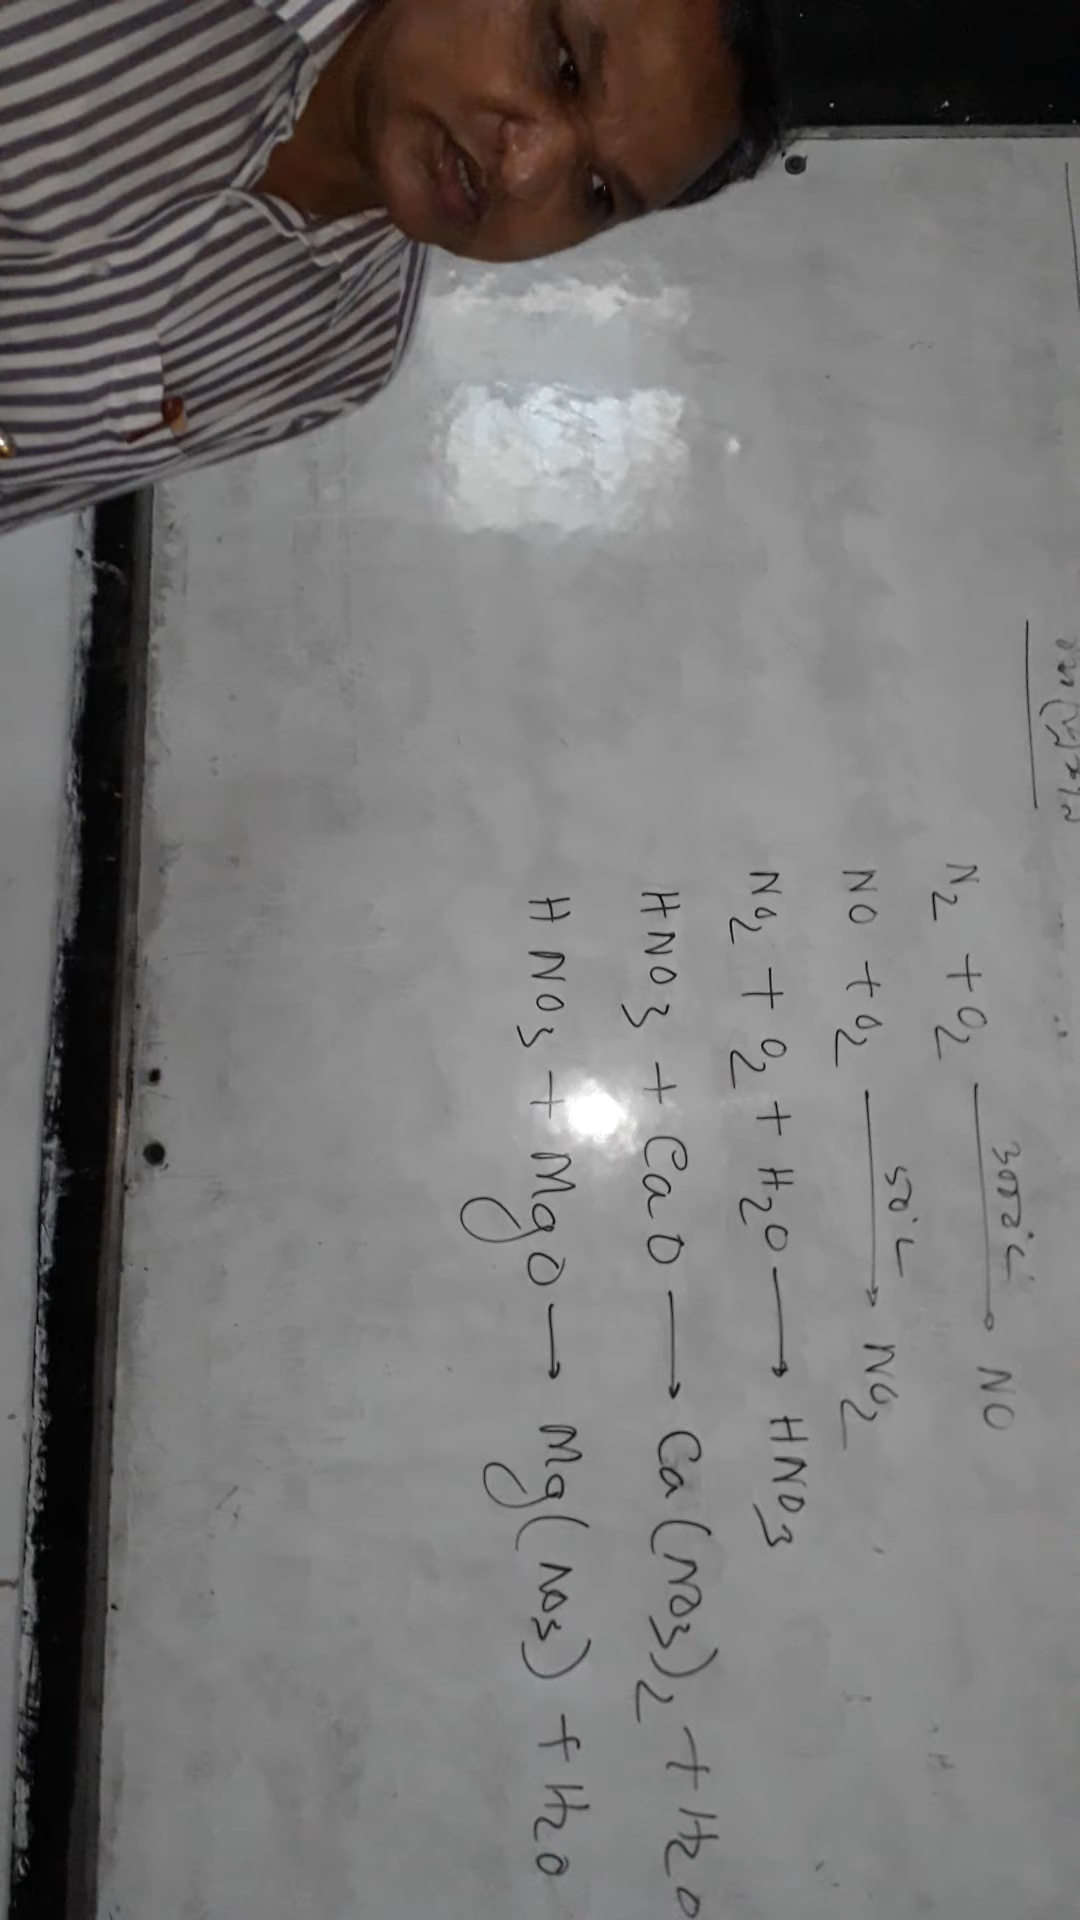 N2 + O2 → 3000°C NO
NO + O2 → 50°C NO2
NO2 + O2 + H2O → HNO3
HNO3 + CaO → Ca(NO3)2 + H2O
HNO3 + MgO → Mg(NO3) + H2O